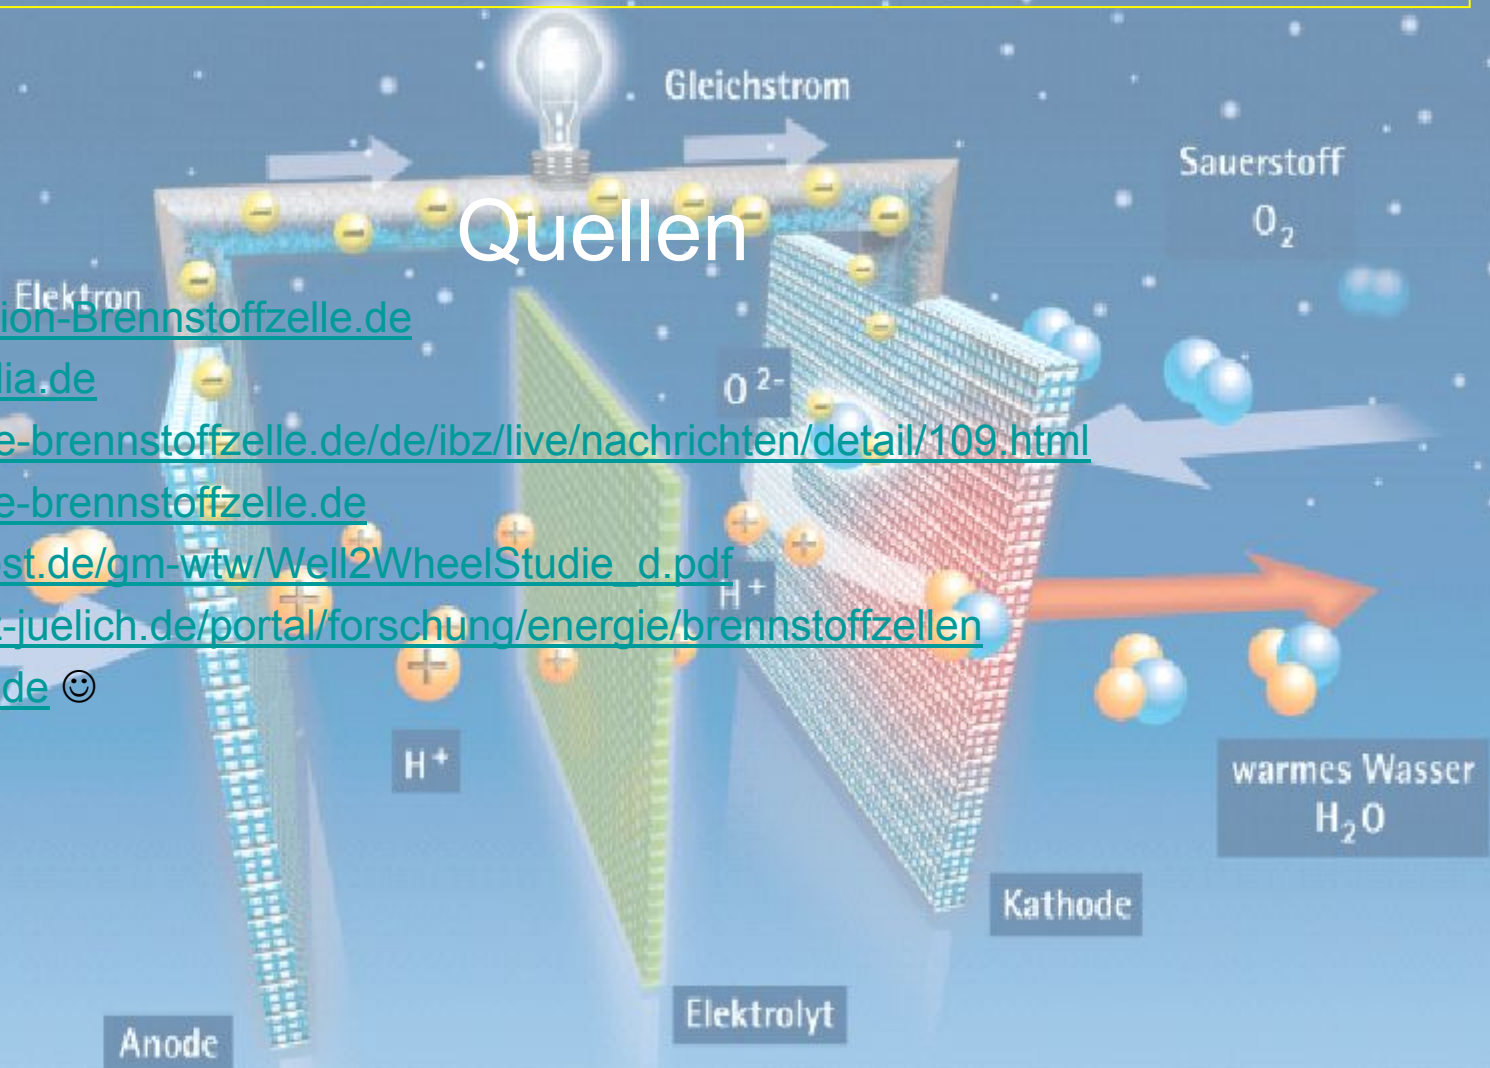 Gleichstrom
Sauerstoff
O₂
Quellen
Elektron
ion-Brennstoffzelle.de
dia.de
e-brennstoffzelle.de/de/ibz/live/nachrichten/detail/109.html
O²⁻
e-brennstoffzelle.de
st.de/gm-wtw/Well2WheelStudie_d.pdf
H⁺
z-juelich.de/portal/forschung/energie/brennstoffzellen
de ☺
H⁺
warmes Wasser
H₂O
Kathode
Elektrolyt
Anode